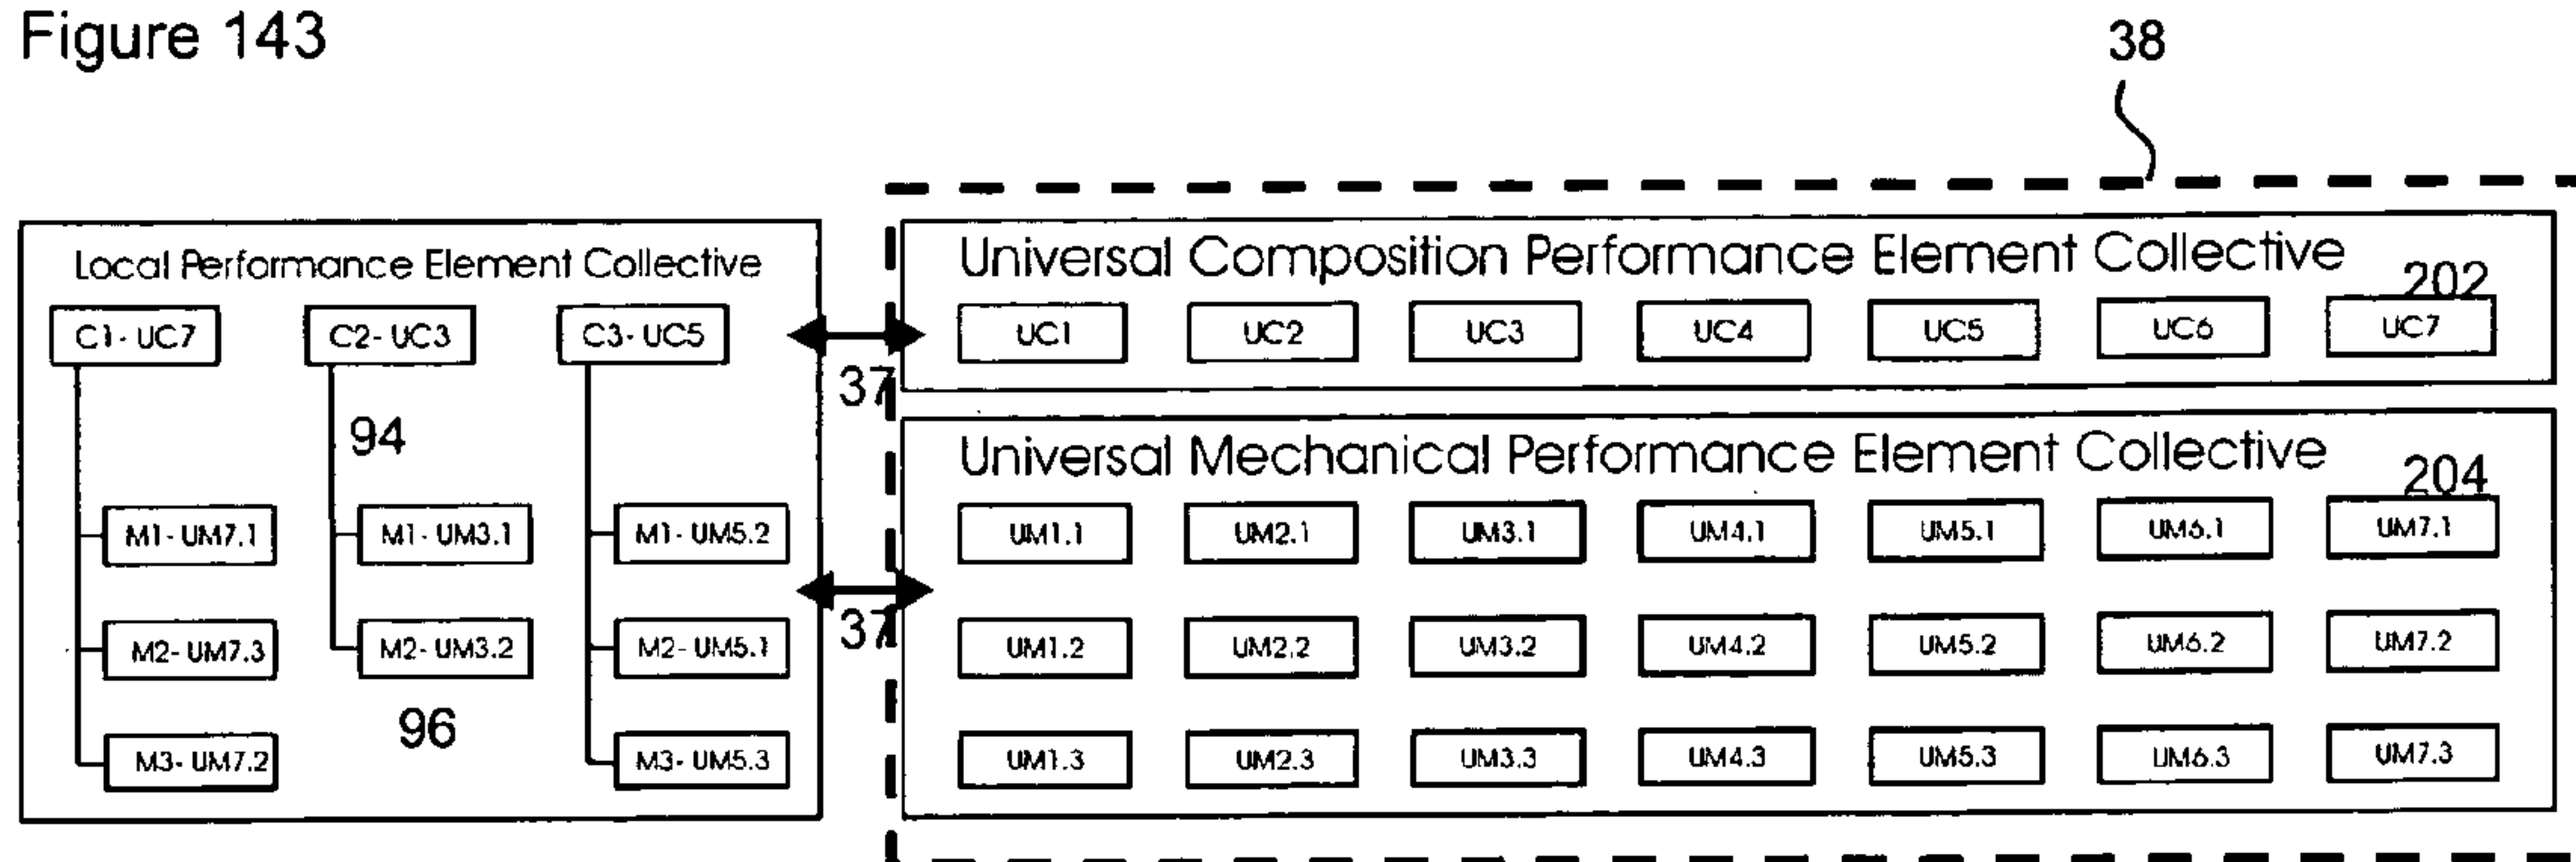 Figure 143
38
Local Performance Element Collective
C1- UC7 C2- UC3 C3- UC5
94
M1- UM7.1 M1- UM3.1 M1- UM5.2
M2- UM7.3 M2- UM3.2 M2- UM5.1
96
M3- UM7.2 M3- UM5.3
37
37
Universal Composition Performance Element Collective
202
UC1 UC2 UC3 UC4 UC5 UC6 UC7
Universal Mechanical Performance Element Collective
204
UM1.1 UM2.1 UM3.1 UM4.1 UM5.1 UM6.1 UM7.1
UM1.2 UM2.2 UM3.2 UM4.2 UM5.2 UM6.2 UM7.2
UM1.3 UM2.3 UM3.3 UM4.3 UM5.3 UM6.3 UM7.3